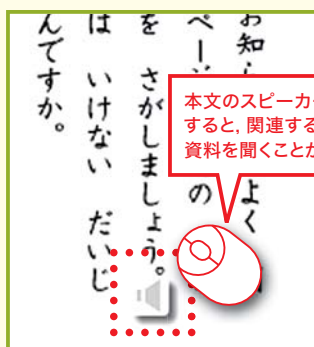 お知 よく
ペー の
を さがしましょう。
は いけない だいじ
んですか。
本文のスピーカ
すると，関連する
資料を聞くことが